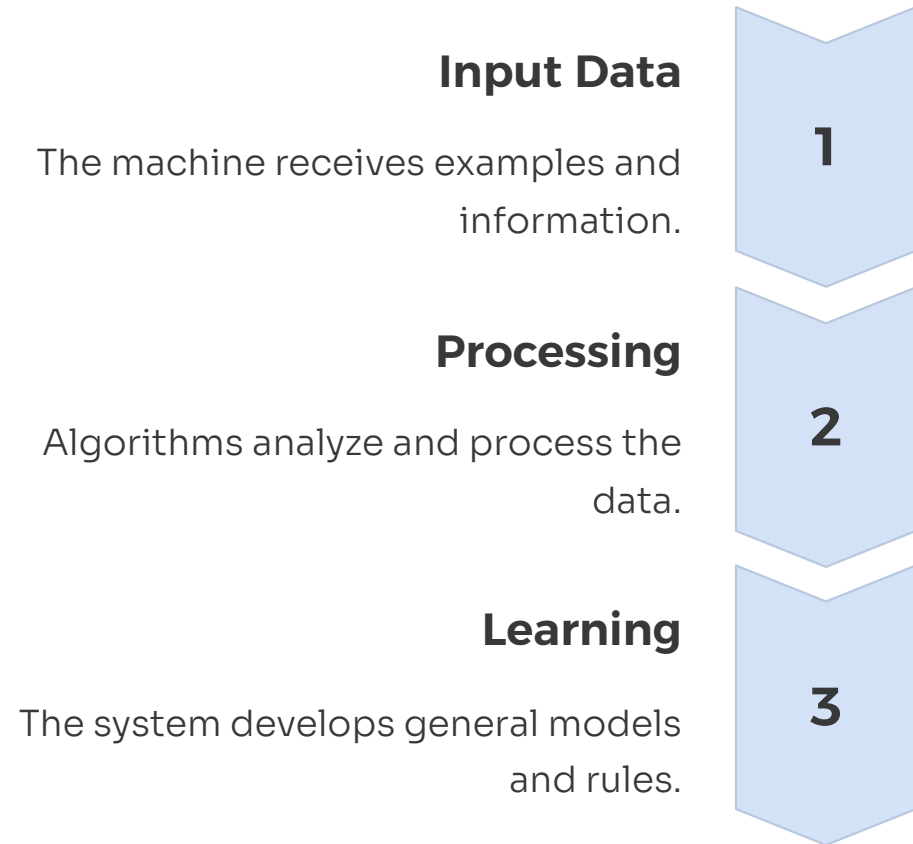 Input Data
The machine receives examples and
information.
1
Processing
Algorithms analyze and process the
data.
2
Learning
The system develops general models
and rules.
3